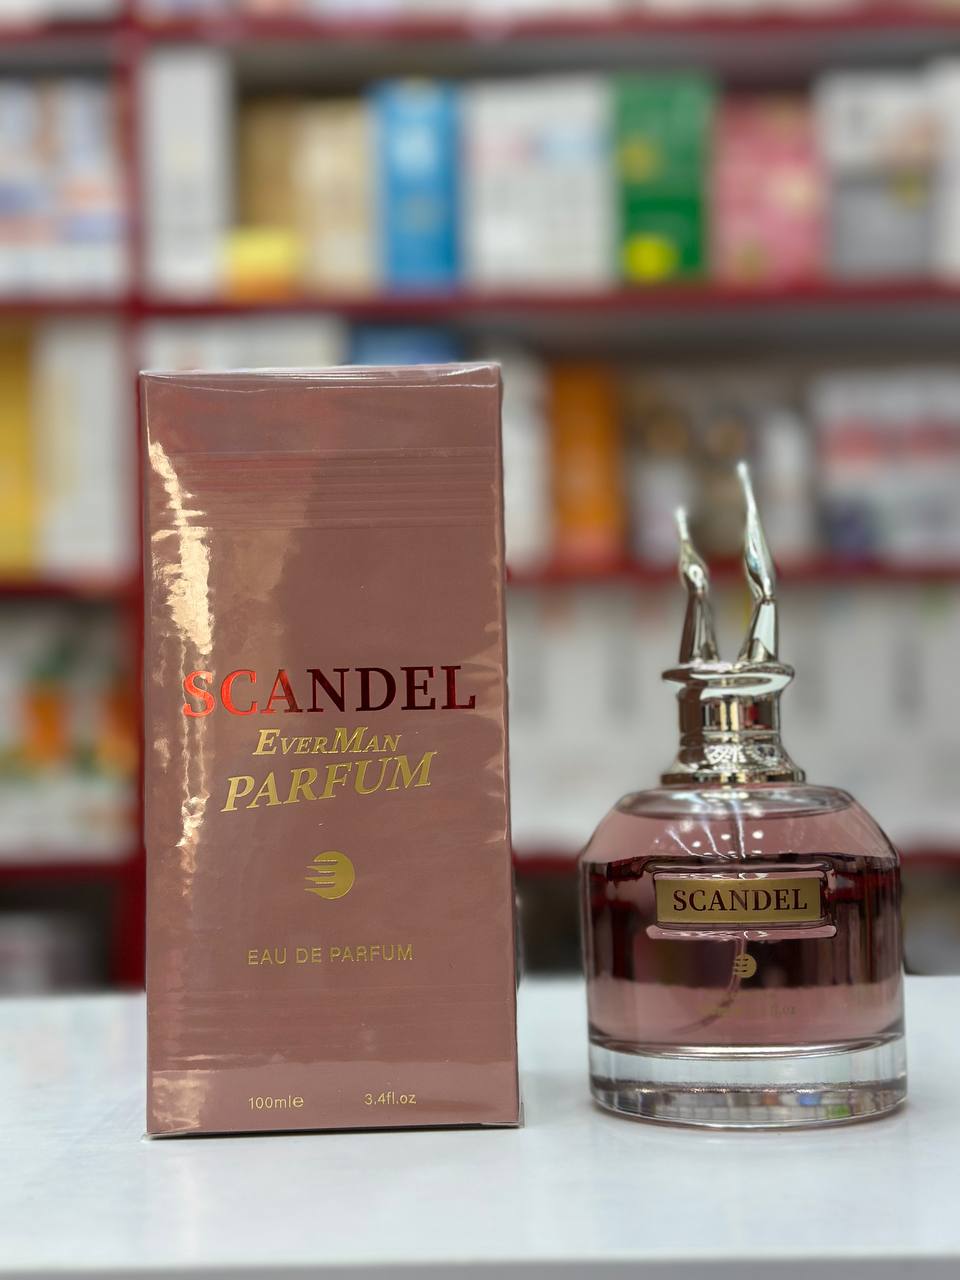 SCANDEL
EverMan
PARFUM
EAU DE PARFUM
100ml℮ 3.4fl.oz
SCANDEL